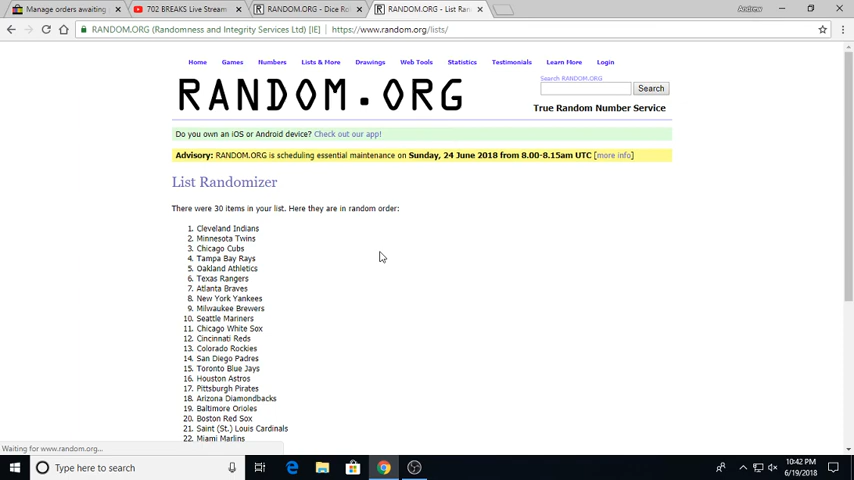 Manage orders awaiting
702 BREAKS Live Stream
RANDOM.ORG - Dice Ro
RANDOM.ORG - List Ran
Andrew
RANDOM.ORG (Randomness and Integrity Services Ltd) [IE]
https://www.random.org/lists/
Home Games Numbers Lists & More Drawings Web Tools Statistics Testimonials Learn More Login
Search RANDOM.ORG
RANDOM.ORG
Search
True Random Number Service
Do you own an iOS or Android device? Check out our app!
Advisory: RANDOM.ORG is scheduling essential maintenance on Sunday, 24 June 2018 from 8.00-8.15am UTC [more info]
List Randomizer
There were 30 items in your list. Here they are in random order:
1. Cleveland Indians
2. Minnesota Twins
3. Chicago Cubs
4. Tampa Bay Rays
5. Oakland Athletics
6. Texas Rangers
7. Atlanta Braves
8. New York Yankees
9. Milwaukee Brewers
10. Seattle Mariners
11. Chicago White Sox
12. Cincinnati Reds
13. Colorado Rockies
14. San Diego Padres
15. Toronto Blue Jays
16. Houston Astros
17. Pittsburgh Pirates
18. Arizona Diamondbacks
19. Baltimore Orioles
20. Boston Red Sox
21. Saint (St.) Louis Cardinals
22. Miami Marlins
Waiting for www.random.org...
Type here to search
10:42 PM
6/19/2018